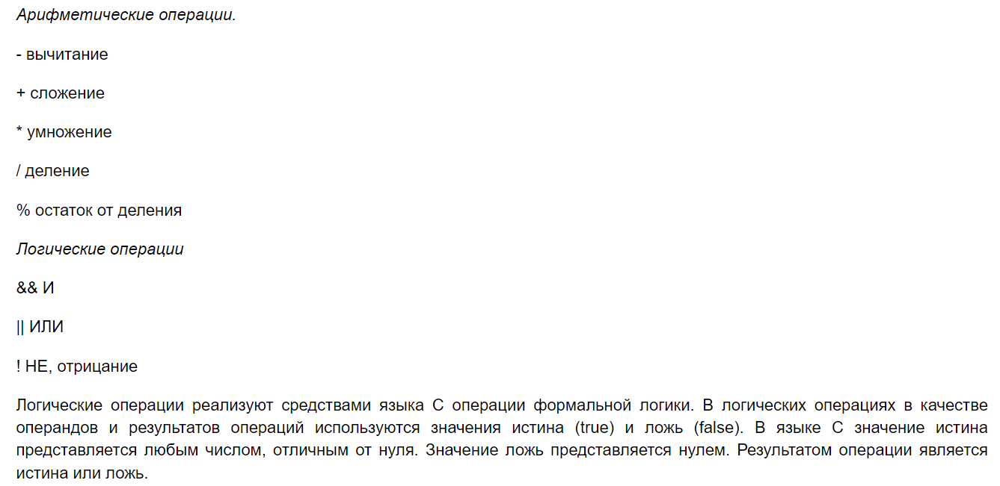 Арифметические операции.
- вычитание
+ сложение
* умножение
/ деление
% остаток от деления
Логические операции
&& И
|| ИЛИ
! НЕ, отрицание
Логические операции реализуют средствами языка С операции формальной логики. В логических операциях в качестве
операндов и результатов операций используются значения истина (true) и ложь (false). В языке С значение истина
представляется любым числом, отличным от нуля. Значение ложь представляется нулем. Результатом операции является
истина или ложь.